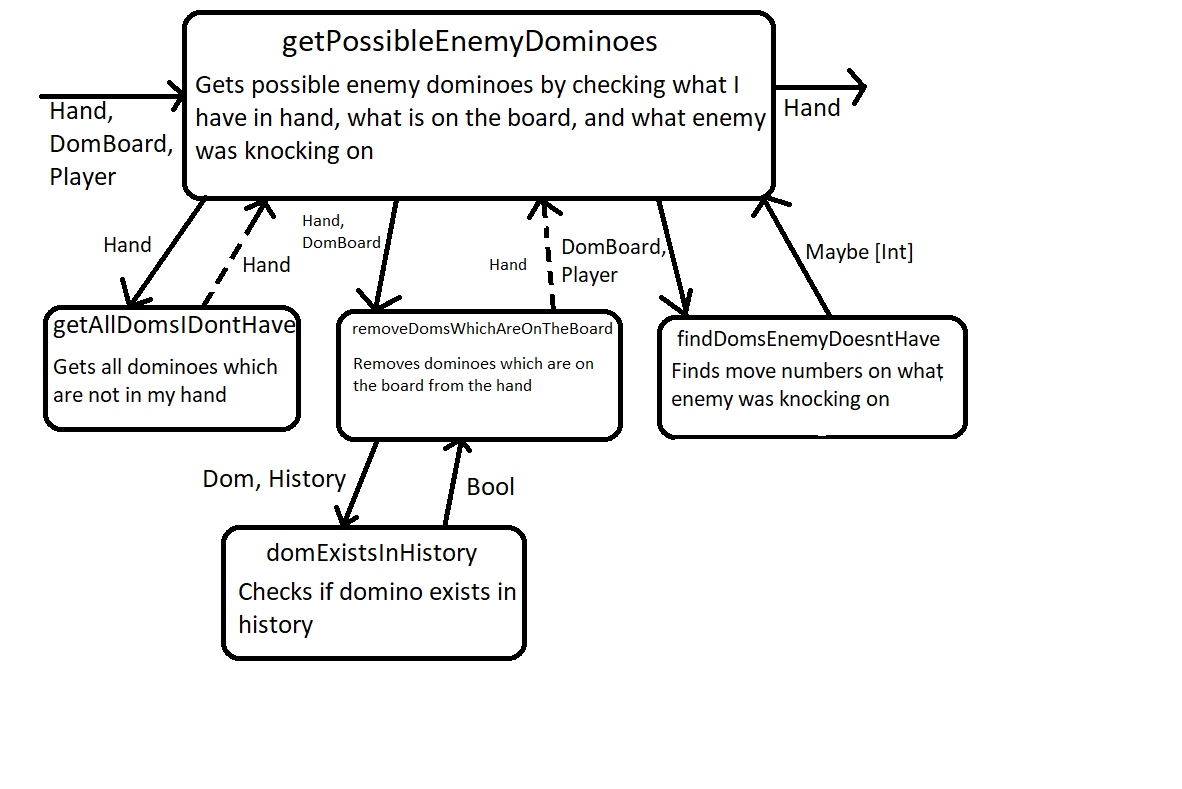 getPossibleEnemyDominoes
Gets possible enemy dominoes by checking what I
have in hand, what is on the board, and what enemy
was knocking on
Hand,
DomBoard,
Player
Hand
Hand
Hand
Hand,
DomBoard
Hand
DomBoard,
Player
Maybe [Int]
getAllDomsIDontHave
Gets all dominoes which
are not in my hand
removeDomsWhichAreOnTheBoard
Removes dominoes which are on
the board from the hand
findDomsEnemyDoesntHave
Finds move numbers on what
enemy was knocking on
Dom, History
Bool
domExistsInHistory
Checks if domino exists in
history